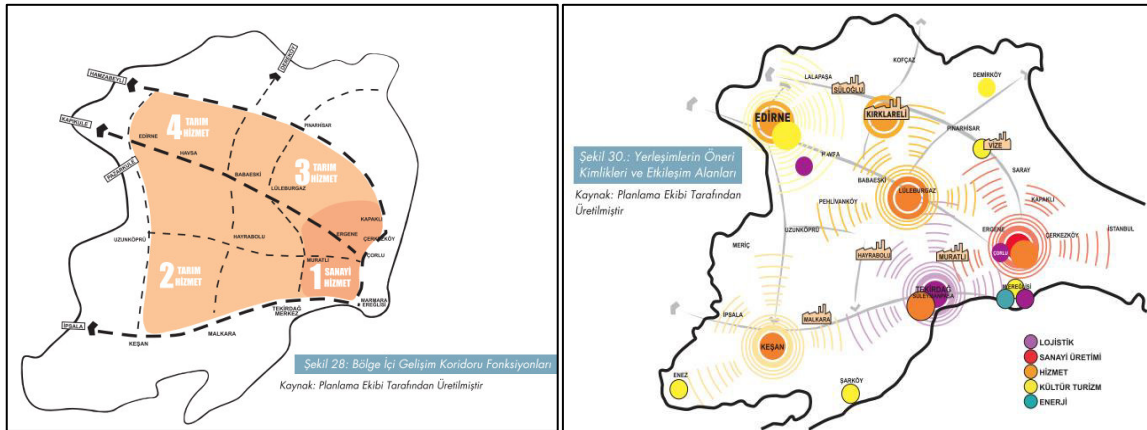 HAMZABEYLİ
DEREKÖY
KAPIKULE
PAZARKULE
İPSALA
EDİRNE
4 TARIM
HİZMET
HAVSA
PINARHİSAR
BABAESKİ
3 TARIM
HİZMET
LÜLEBURGAZ
KAPAKLI
UZUNKÖPRÜ
HAYRABOLU
ERGENE
ÇERKEZKÖY
ÇORLU
MURATLI
2 TARIM
HİZMET
1 SANAYİ
HİZMET
MARMARA
EREĞLİSİ
TEKİRDAĞ
MERKEZ
MALKARA
KEŞAN
Şekil 28: Bölge İçi Gelişim Koridoru Fonksiyonları
Kaynak: Planlama Ekibi Tarafından Üretilmiştir
KOFÇAZ
LALAPAŞA
DEMİRKÖY
SÜLOĞLU
EDİRNE
KIRKLARELİ
PINARHİSAR
VİZE
Şekil 30.: Yerleşimlerin Öneri
Kimlikleri ve Etkileşim Alanları
Kaynak: Planlama Ekibi Tarafından
Üretilmiştir
BABAESKİ
LÜLEBURGAZ
SARAY
PEHLİVANKÖY
KAPAKLI
UZUNKÖPRÜ
MERİÇ
ERGENE
ÇERKEZKÖY
İSTANBUL
HAYRABOLU
MURATLI
ÇORLU
TEKİRDAĞ
SÜLEYMANPAŞA
M.EREĞLİSİ
İPSALA
MALKARA
KEŞAN
ENEZ
ŞARKÖY
LOJİSTİK
SANAYİ ÜRETİMİ
HİZMET
KÜLTÜR TURİZM
ENERJİ